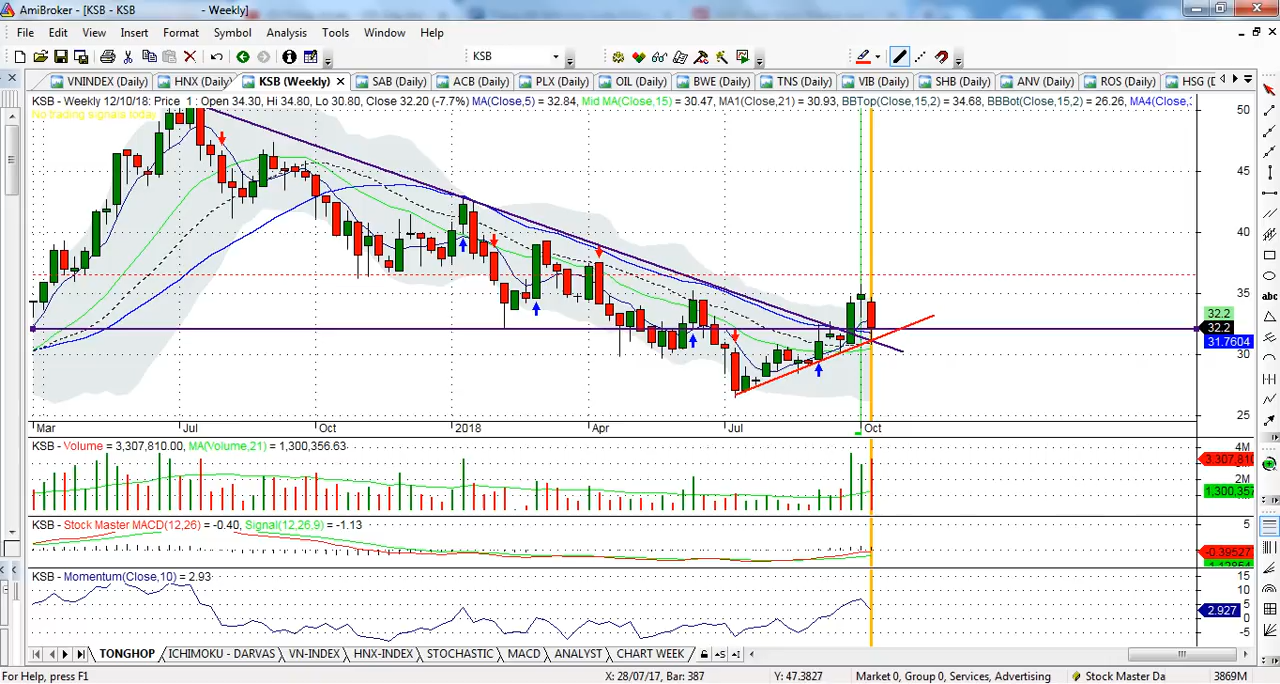 AmiBroker - [KSB - KSB - Weekly]
File Edit View Insert Format Symbol Analysis Tools Window Help
KSB
VNINDEX (Daily) HNX (Daily) KSB (Weekly) SAB (Daily) ACB (Daily) PLX (Daily) OIL (Daily) BWE (Daily) TNS (Daily) VIB (Daily) SHB (Daily) ANV (Daily) ROS (Daily) HSG (D
KSB - Weekly 12/10/18: Price 1 : Open 34.30, Hi 34.80, Lo 30.80, Close 32.20 (-7.7%) MA(Close,5) = 32.84, Mid MA(Close,15) = 30.47, MA1(Close,21) = 30.93, BBTop(Close,15,2) = 34.68, BBBot(Close,15,2) = 26.26, MA4(Close,
No trading signals today
50
45
abc
40
35
32.2
32.2
31.7604
30
25
Mar Jul Oct 2018 Apr Jul Oct
KSB - Volume = 3,307,810.00, MA(Volume,21) = 1,300,356.63
4M
3,307,810
2M
1,300,357
KSB - Stock Master MACD(12,26) = -0.40, Signal(12,26,9) = -1.13
5
-0.39527
KSB - Momentum(Close,10) = 2.93
15
10
5
2.927
-5
TONGHOP ICHIMOKU - DARVAS VN-INDEX HNX-INDEX STOCHASTIC MACD ANALYST CHART WEEK
For Help, press F1 X: 28/07/17, Bar: 387 Y: 47.3827 Market 0, Group 0, Services, Advertising Stock Master Da 3869M